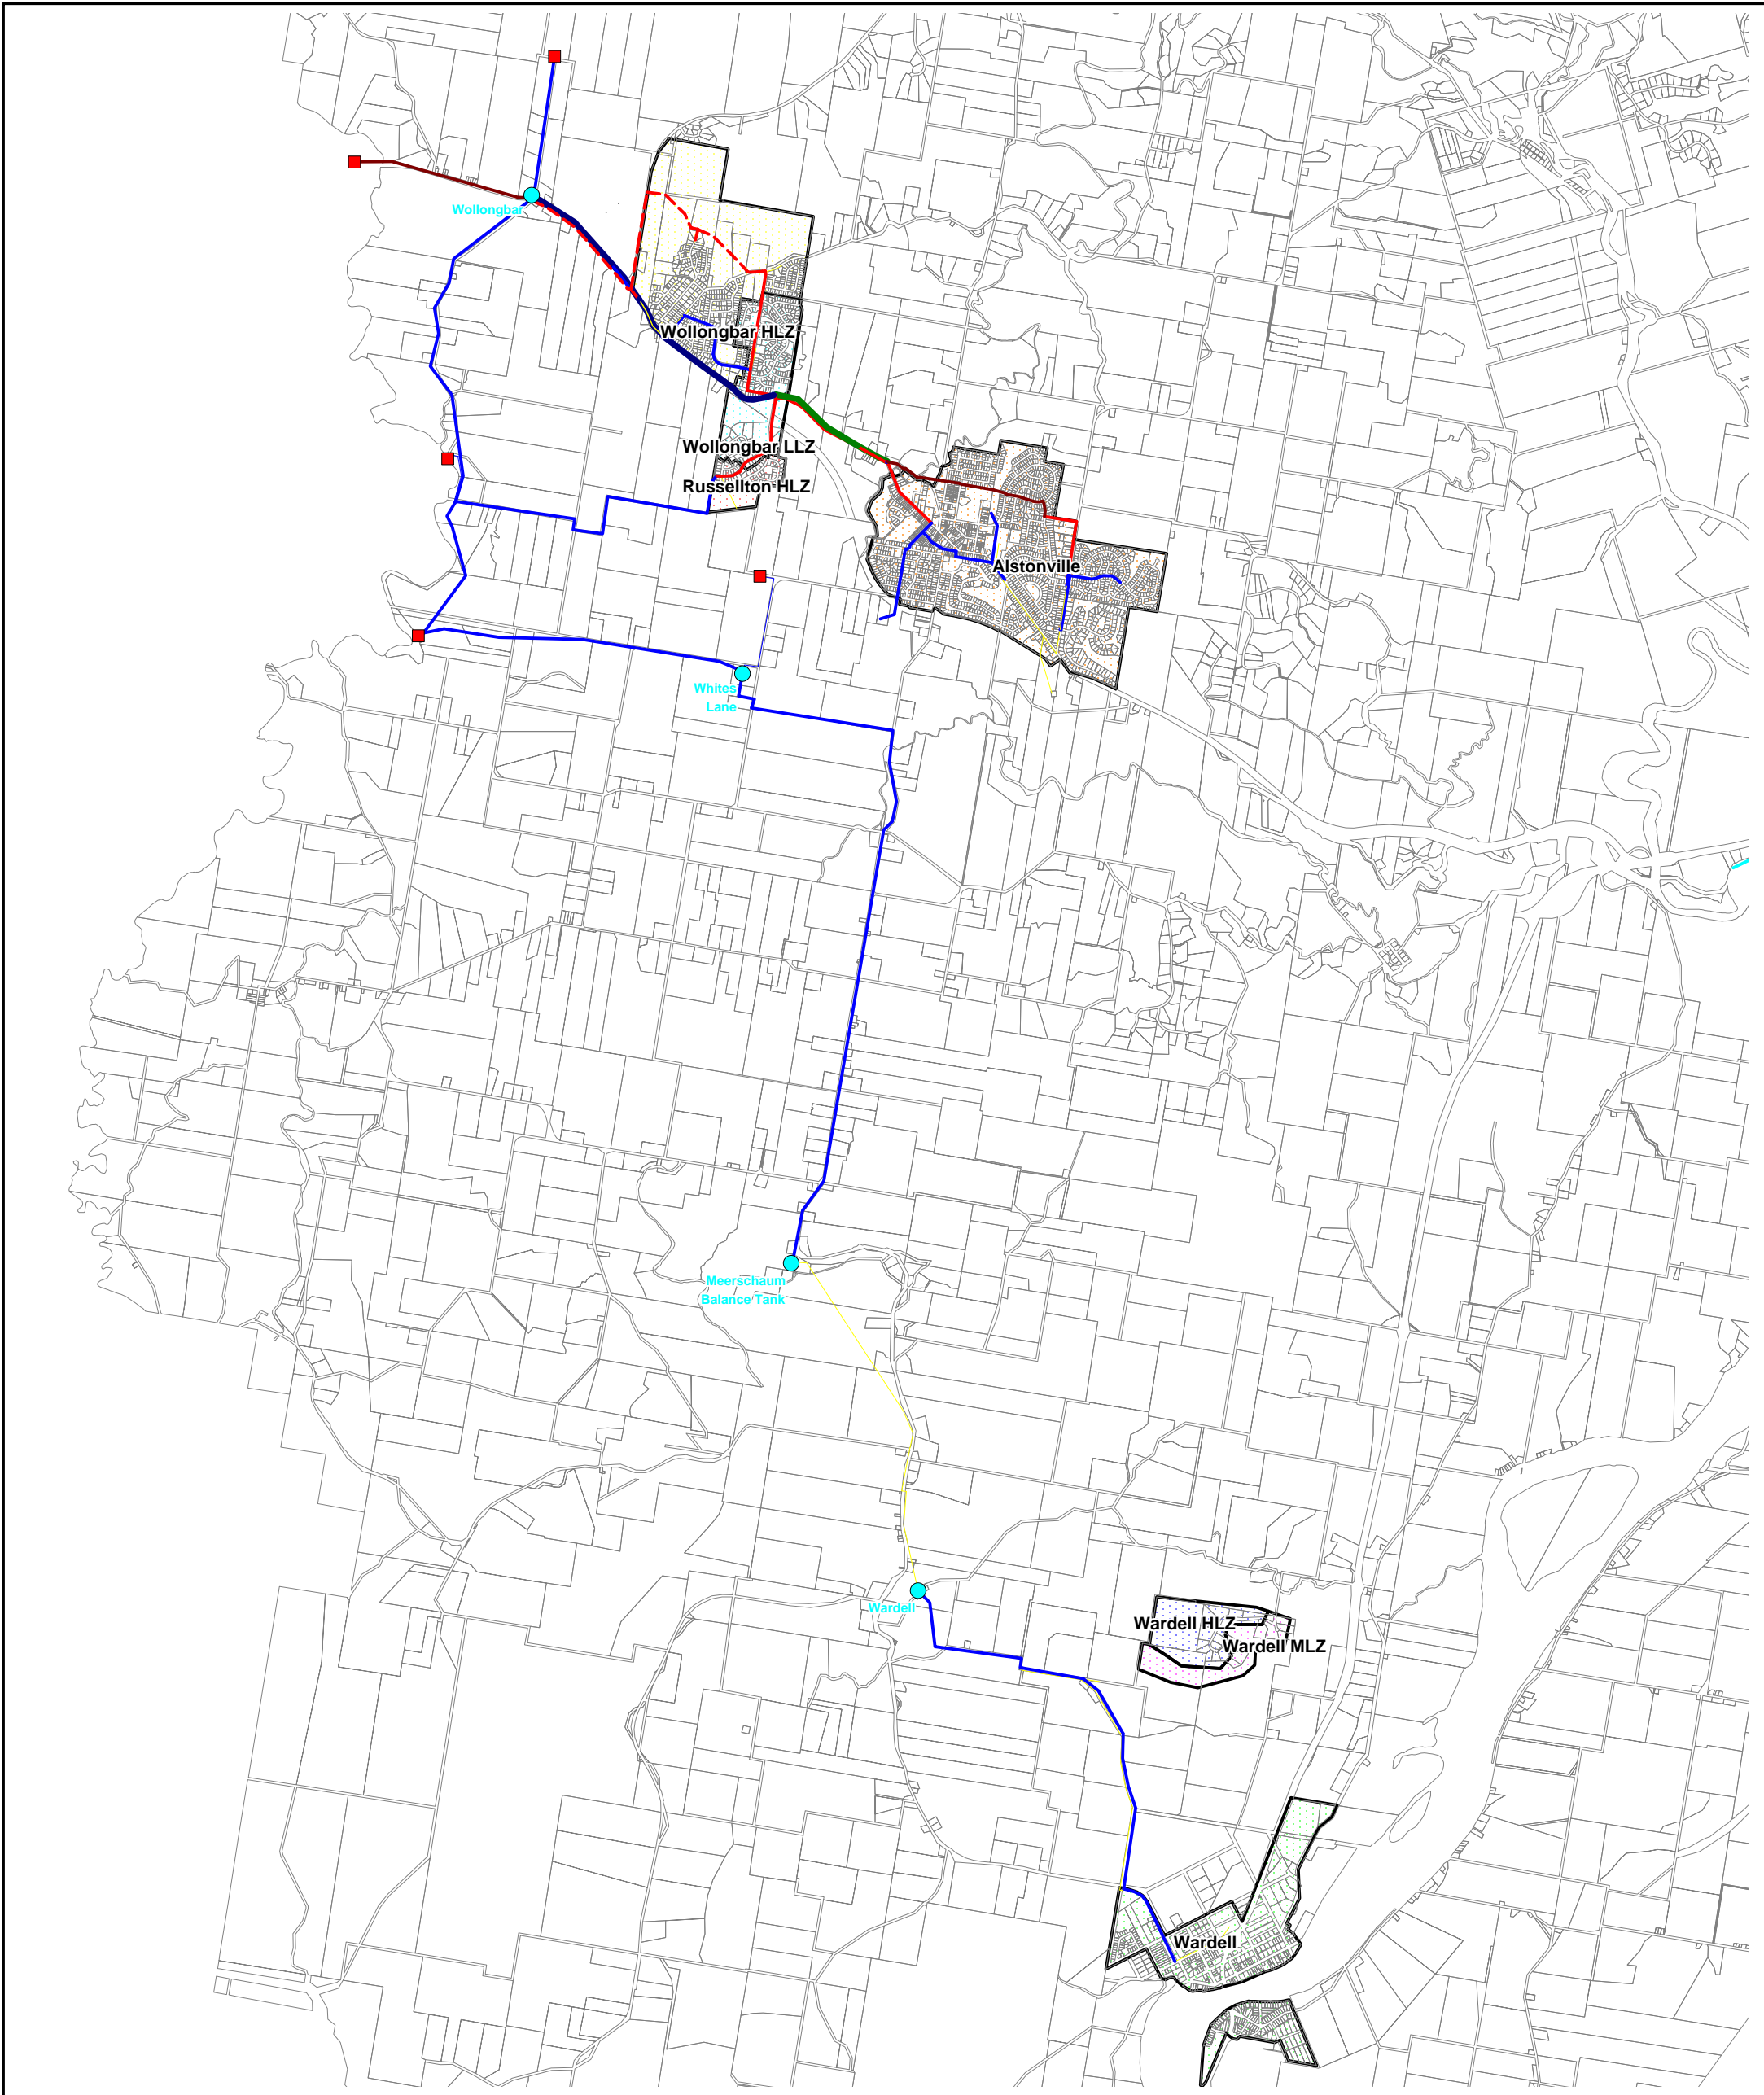 Wollongbar
Wollongbar HLZ
Wollongbar LLZ
Russellton HLZ
Alstonville
Whites
Lane
Meerschaum
Balance Tank
Wardell
Wardell HLZ
Wardell MLZ
Wardell